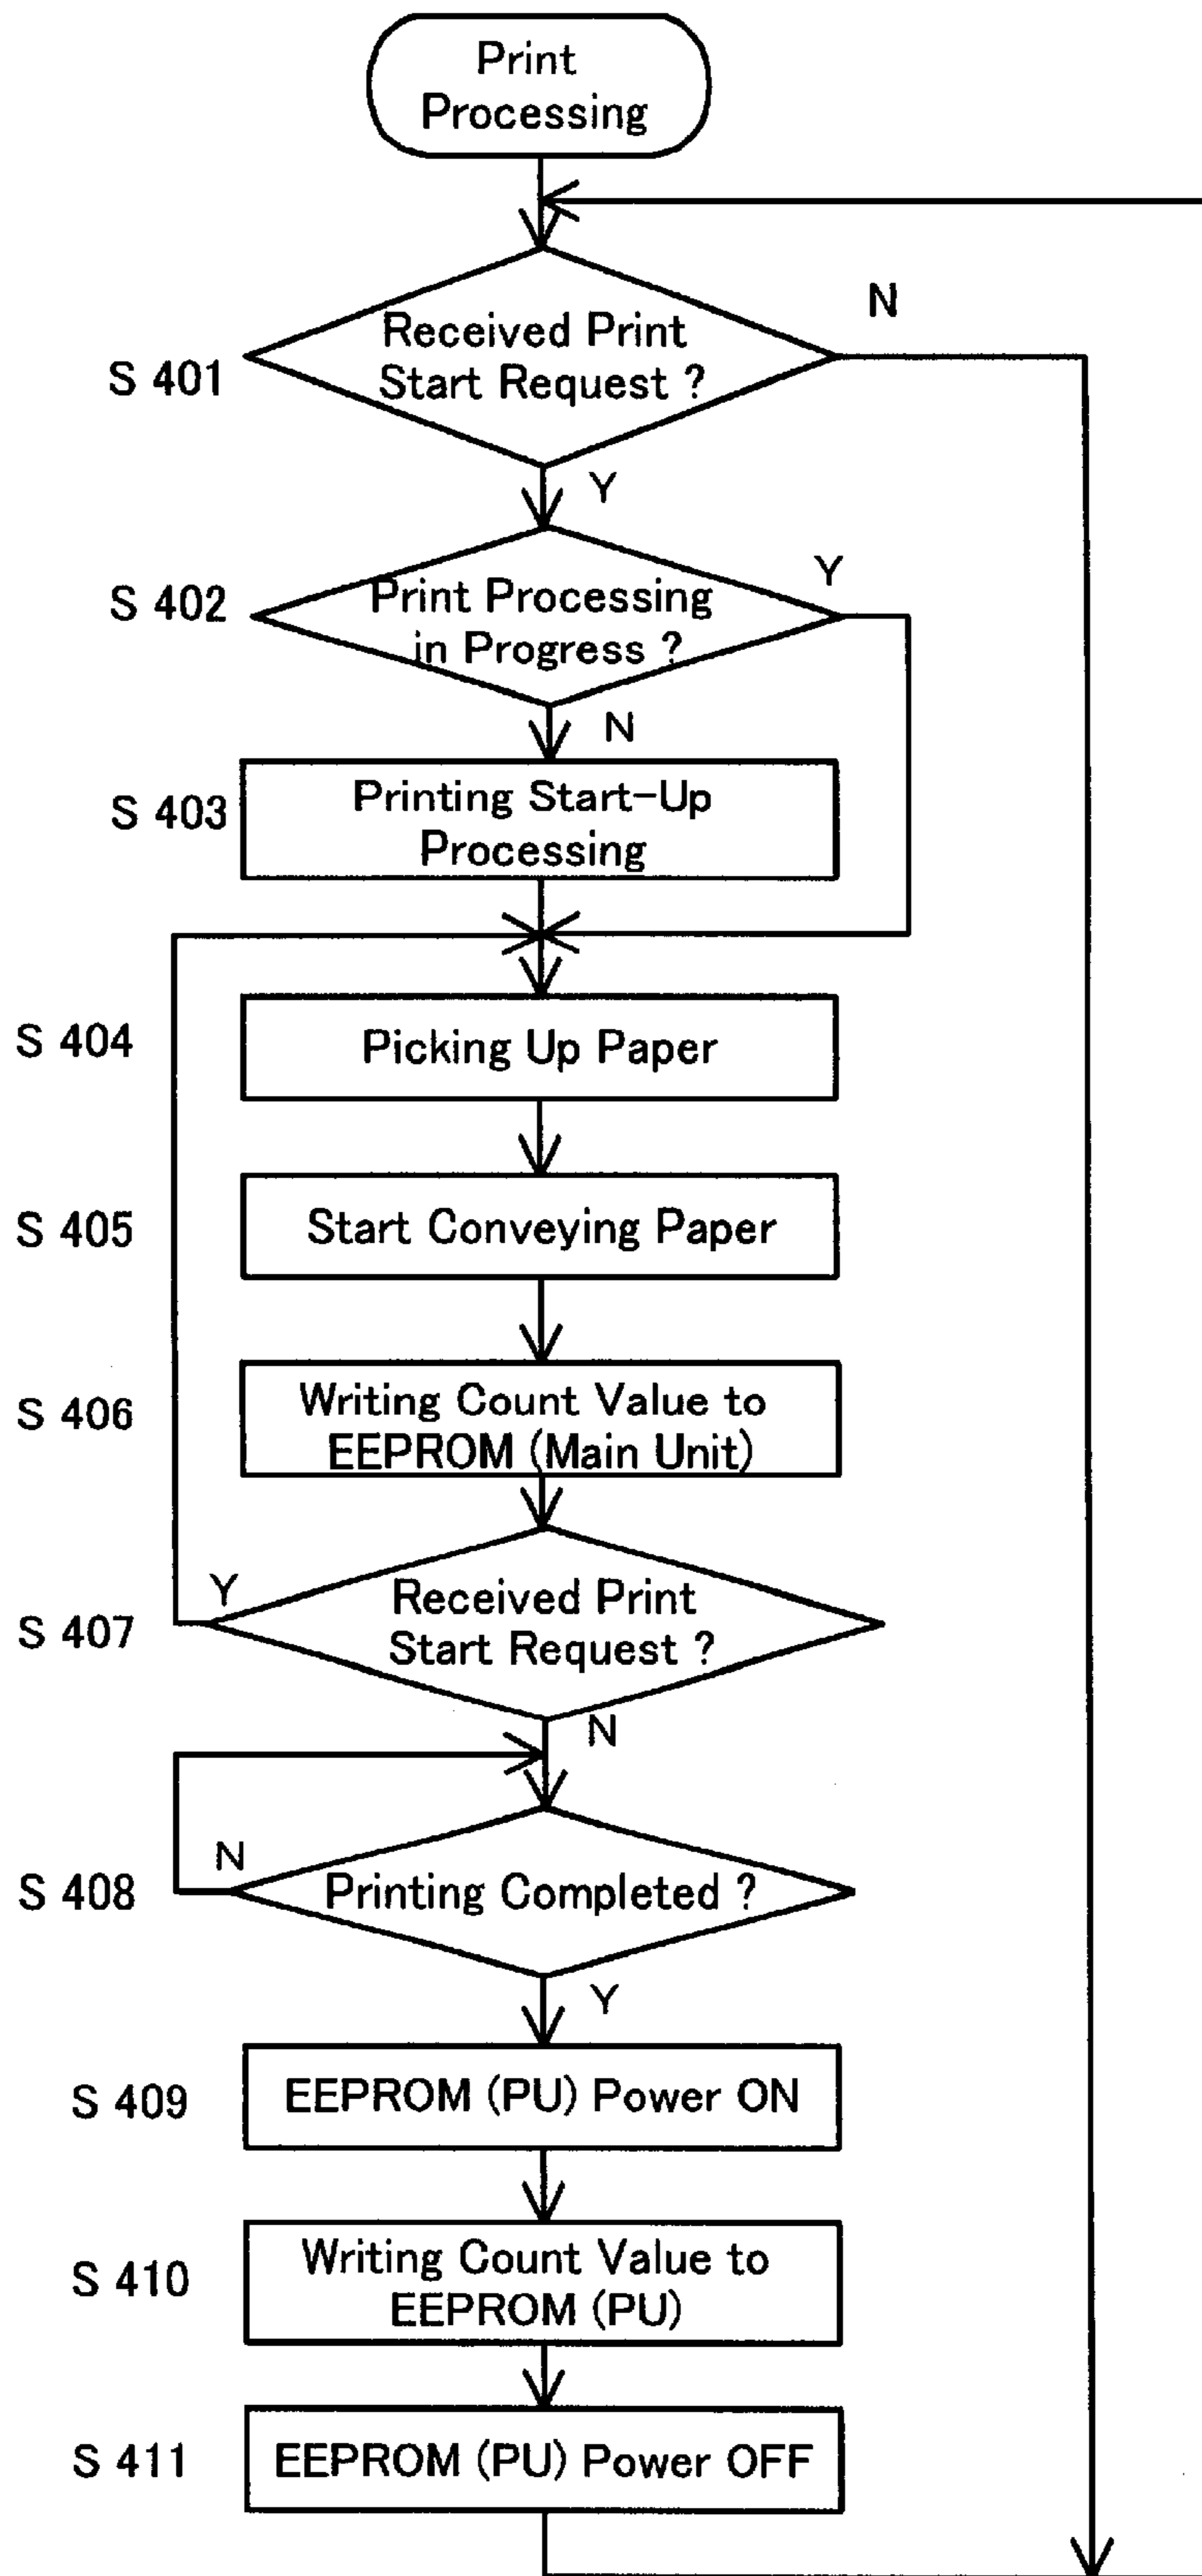 Print
Processing
N
Received Print
Start Request ?
S 401
Y
Y
S 402
Print Processing
in Progress ?
N
S 403
Printing Start-Up
Processing
S 404
Picking Up Paper
S 405
Start Conveying Paper
S 406
Writing Count Value to
EEPROM (Main Unit)
Y
Received Print
Start Request ?
S 407
N
N
S 408
Printing Completed ?
Y
S 409
EEPROM (PU) Power ON
S 410
Writing Count Value to
EEPROM (PU)
S 411
EEPROM (PU) Power OFF